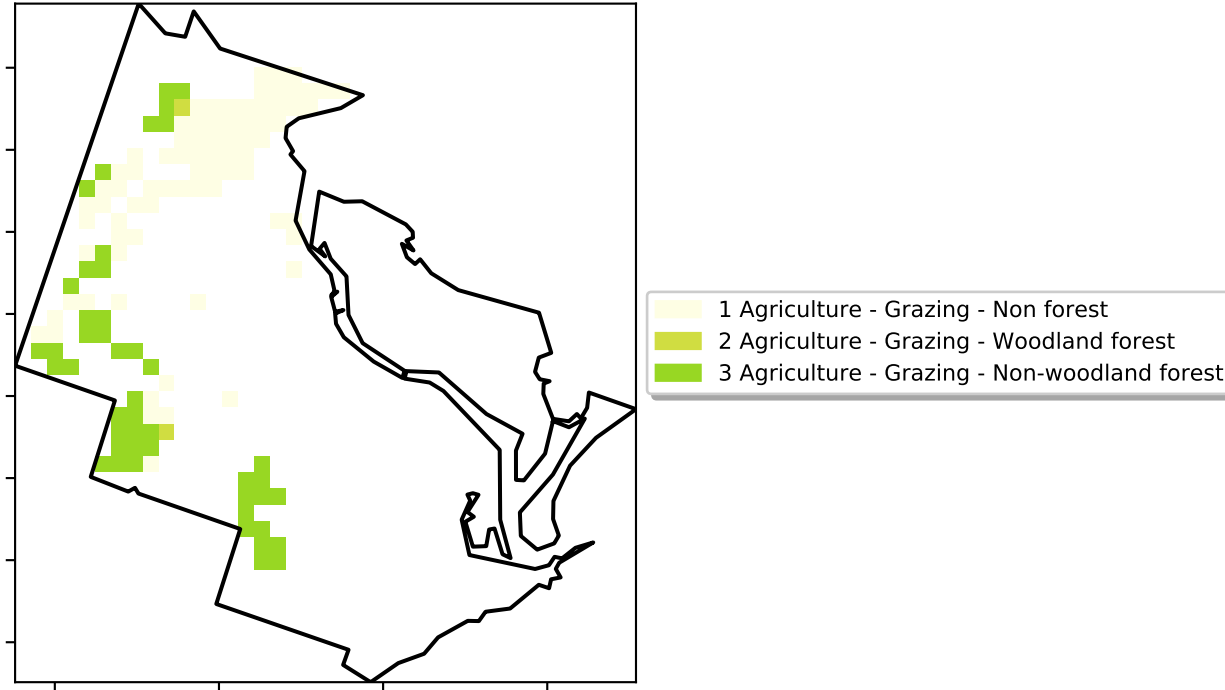 1 Agriculture - Grazing - Non forest
2 Agriculture - Grazing - Woodland forest
3 Agriculture - Grazing - Non-woodland forest